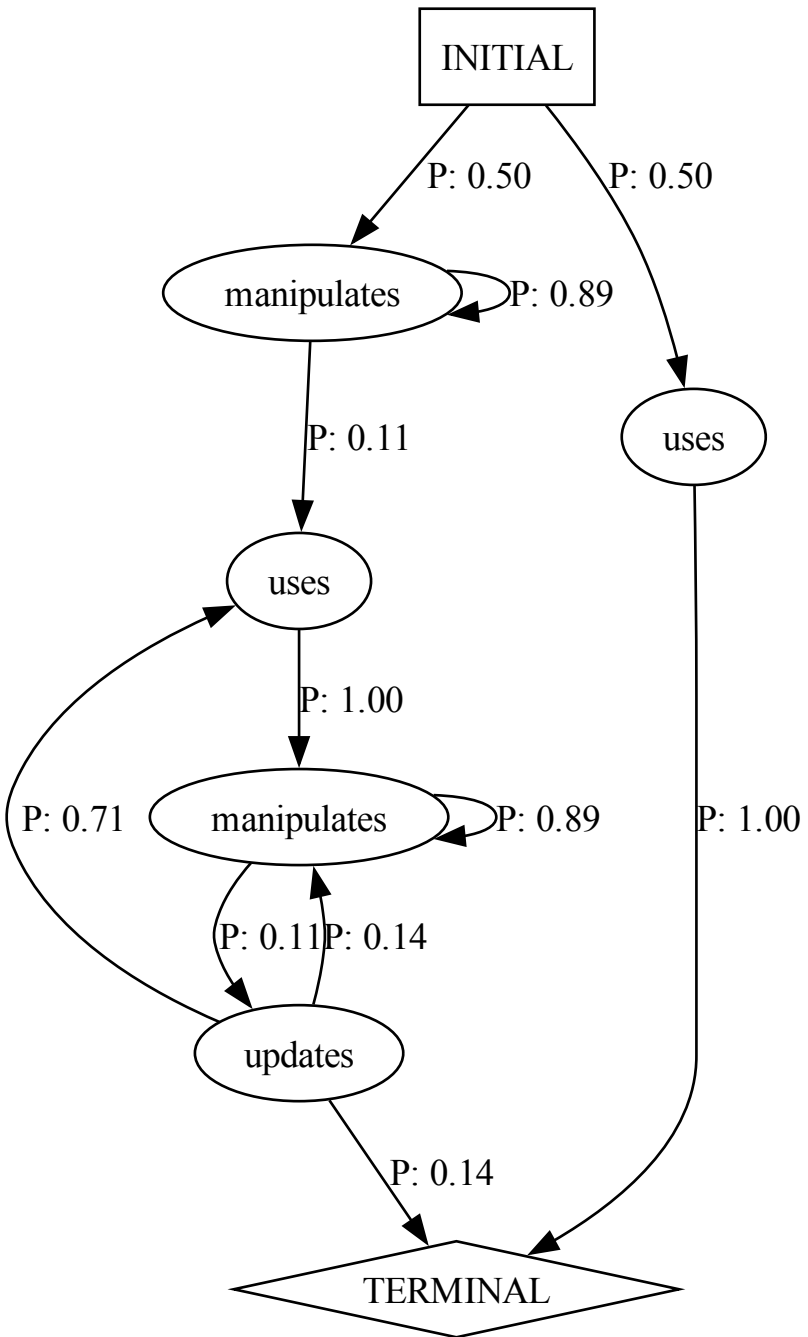 INITIAL
P: 0.50
P: 0.50
manipulates
P: 0.89
P: 0.11
uses
uses
P: 1.00
P: 0.71
manipulates
P: 0.89
P: 1.00
P: 0.11
P: 0.14
updates
P: 0.14
TERMINAL